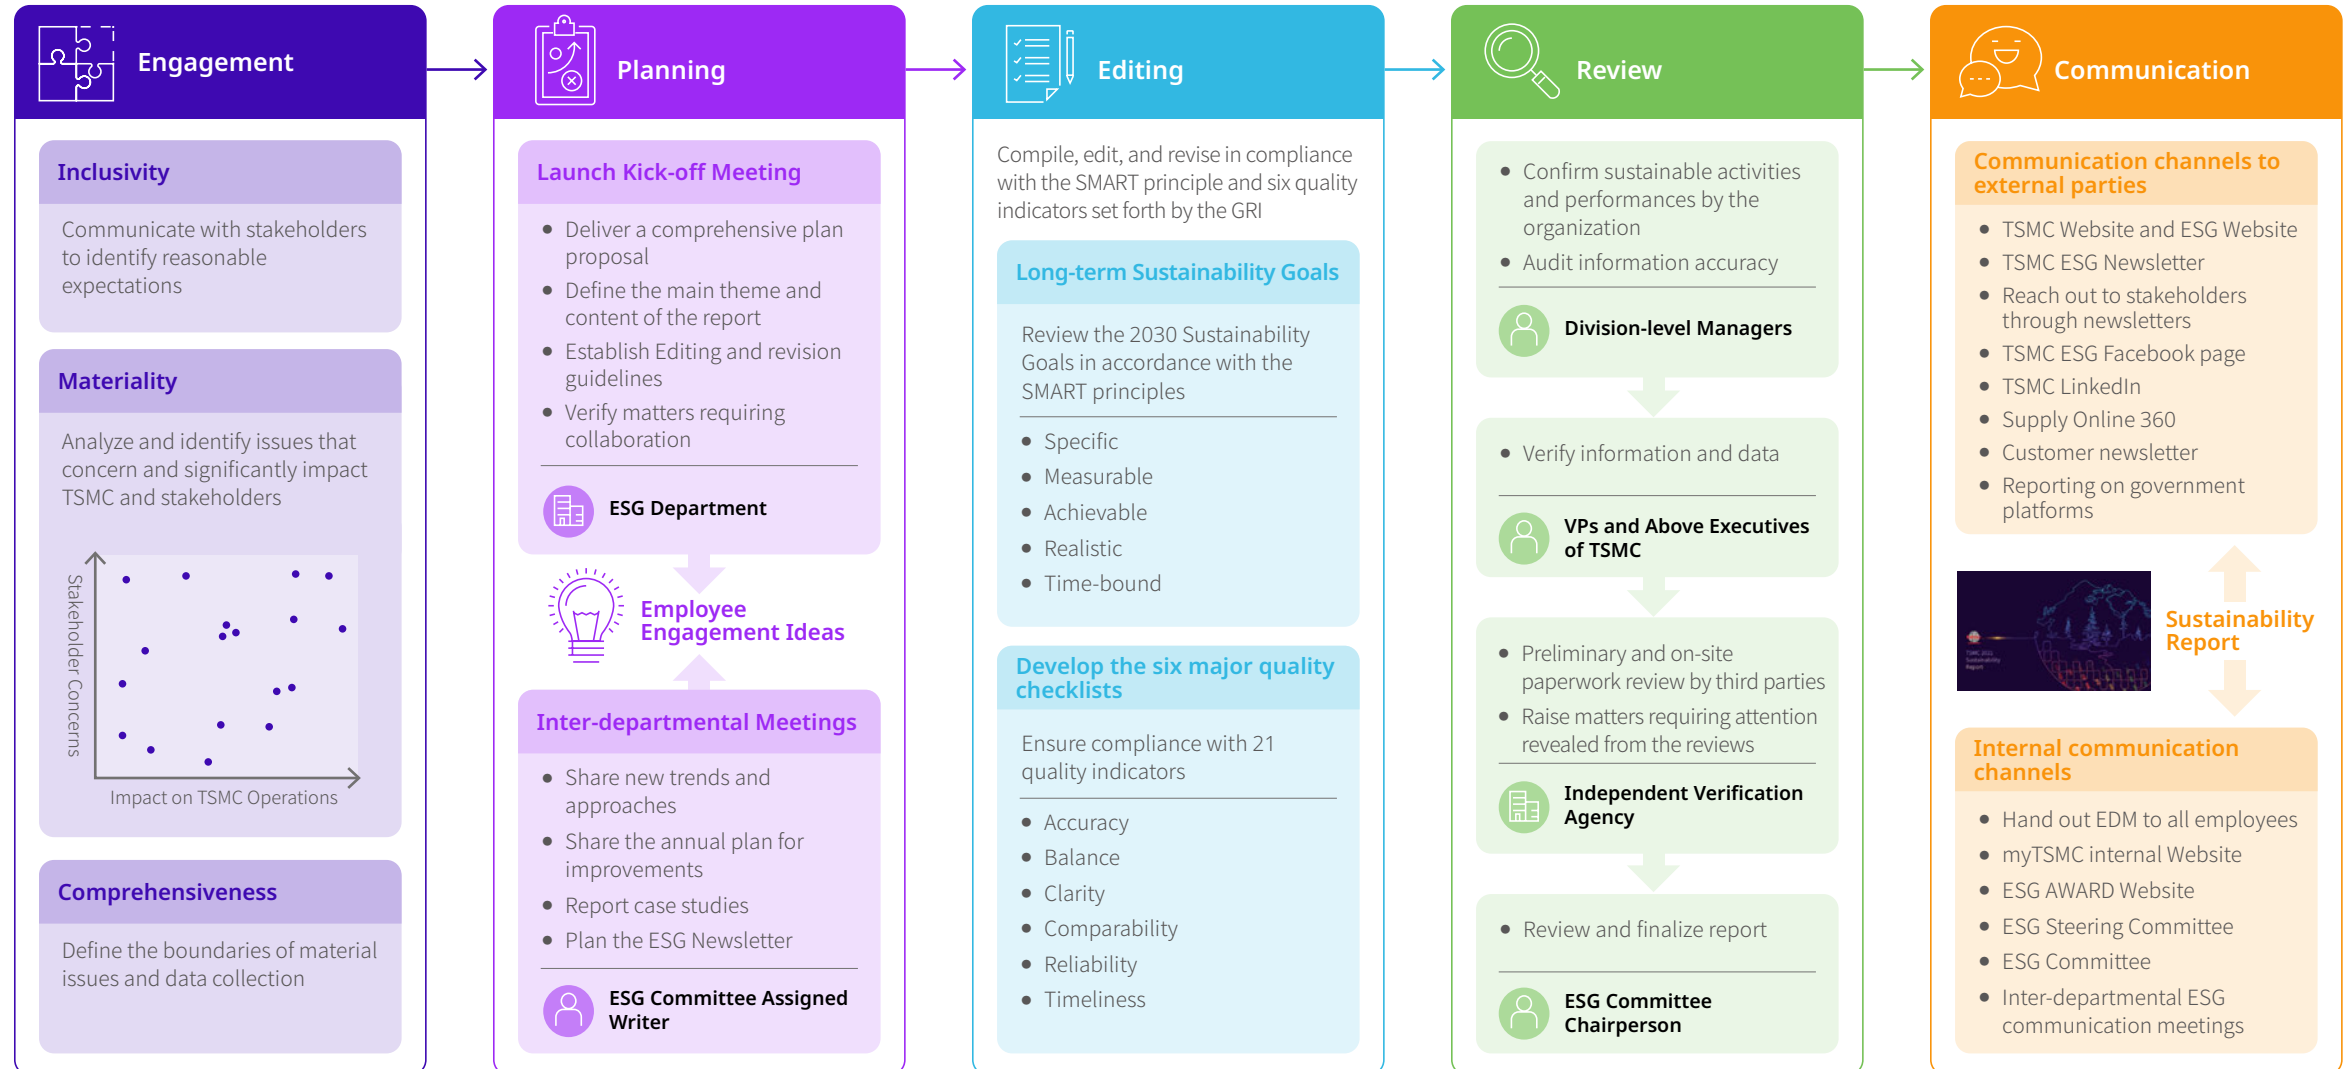 Engagement
Inclusivity
Communicate with stakeholders
to identify reasonable
expectations
Materiality
Analyze and identify issues that
concern and significantly impact
TSMC and stakeholders
Stakeholder Concerns
Impact on TSMC Operations
Comprehensiveness
Define the boundaries of material
issues and data collection
Planning
Launch Kick-off Meeting
• Deliver a comprehensive plan
proposal
• Define the main theme and
content of the report
• Establish Editing and revision
guidelines
• Verify matters requiring
collaboration
ESG Department
Employee
Engagement Ideas
Inter-departmental Meetings
• Share new trends and
approaches
• Share the annual plan for
improvements
• Report case studies
• Plan the ESG Newsletter
ESG Committee Assigned
Writer
Editing
Compile, edit, and revise in compliance
with the SMART principle and six quality
indicators set forth by the GRI
Long-term Sustainability Goals
Review the 2030 Sustainability
Goals in accordance with the
SMART principles
• Specific
• Measurable
• Achievable
• Realistic
• Time-bound
Develop the six major quality
checklists
Ensure compliance with 21
quality indicators
• Accuracy
• Balance
• Clarity
• Comparability
• Reliability
• Timeliness
Review
• Confirm sustainable activities
and performances by the
organization
• Audit information accuracy
Division-level Managers
• Verify information and data
VPs and Above Executives
of TSMC
• Preliminary and on-site
paperwork review by third parties
• Raise matters requiring attention
revealed from the reviews
Independent Verification
Agency
• Review and finalize report
ESG Committee
Chairperson
Communication
Communication channels to
external parties
• TSMC Website and ESG Website
• TSMC ESG Newsletter
• Reach out to stakeholders
through newsletters
• TSMC ESG Facebook page
• TSMC LinkedIn
• Supply Online 360
• Customer newsletter
• Reporting on government
platforms
TSMC 2021
Sustainability
Report
Sustainability
Report
Internal communication
channels
• Hand out EDM to all employees
• myTSMC internal Website
• ESG AWARD Website
• ESG Steering Committee
• ESG Committee
• Inter-departmental ESG
communication meetings